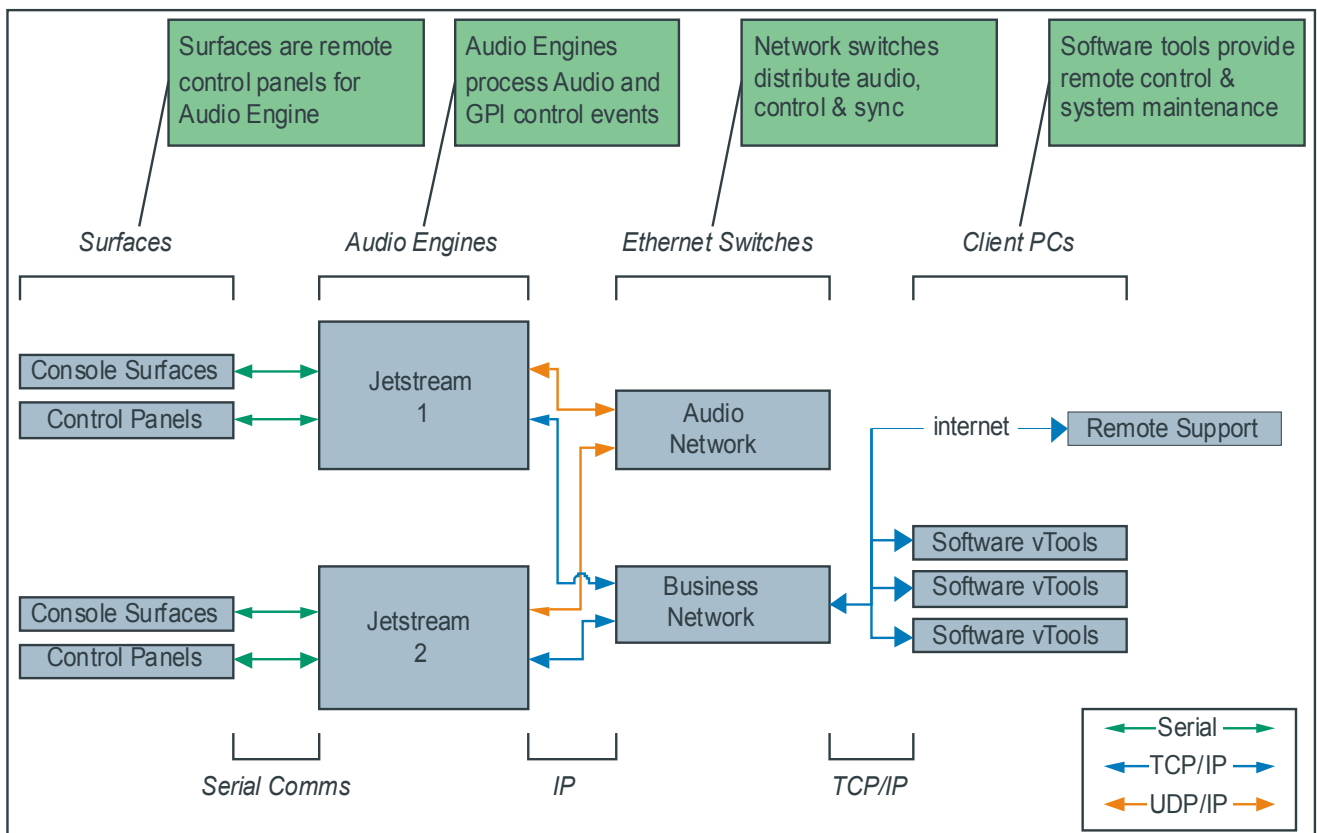 Surfaces are remote
control panels for
Audio Engine
Audio Engines
process Audio and
GPI control events
Network switches
distribute audio,
control & sync
Software tools provide
remote control &
system maintenance
Surfaces
Audio Engines
Ethernet Switches
Client PCs
Console Surfaces
Control Panels
Jetstream
1
Audio
Network
internet
Remote Support
Console Surfaces
Control Panels
Jetstream
2
Business
Network
Software vTools
Software vTools
Software vTools
Serial Comms
IP
TCP/IP
Serial
TCP/IP
UDP/IP